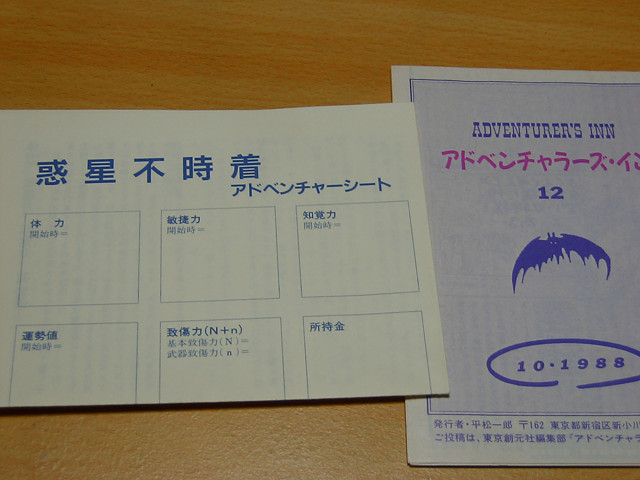 惑星不時着
アドベンチャーシート
体力
開始時=
敏捷力
開始時=
知覚力
開始時=
運勢値
開始時=
致傷力(N+n)
基本致傷力(N)=
武器致傷力(n)=
所持金
ADVENTURER'S INN
アドベンチャラーズ・イン
12
10・1988
発行者・平松一郎 〒162 東京都新宿区新小川
ご投稿は、東京創元社編集部「アドベンチャラ